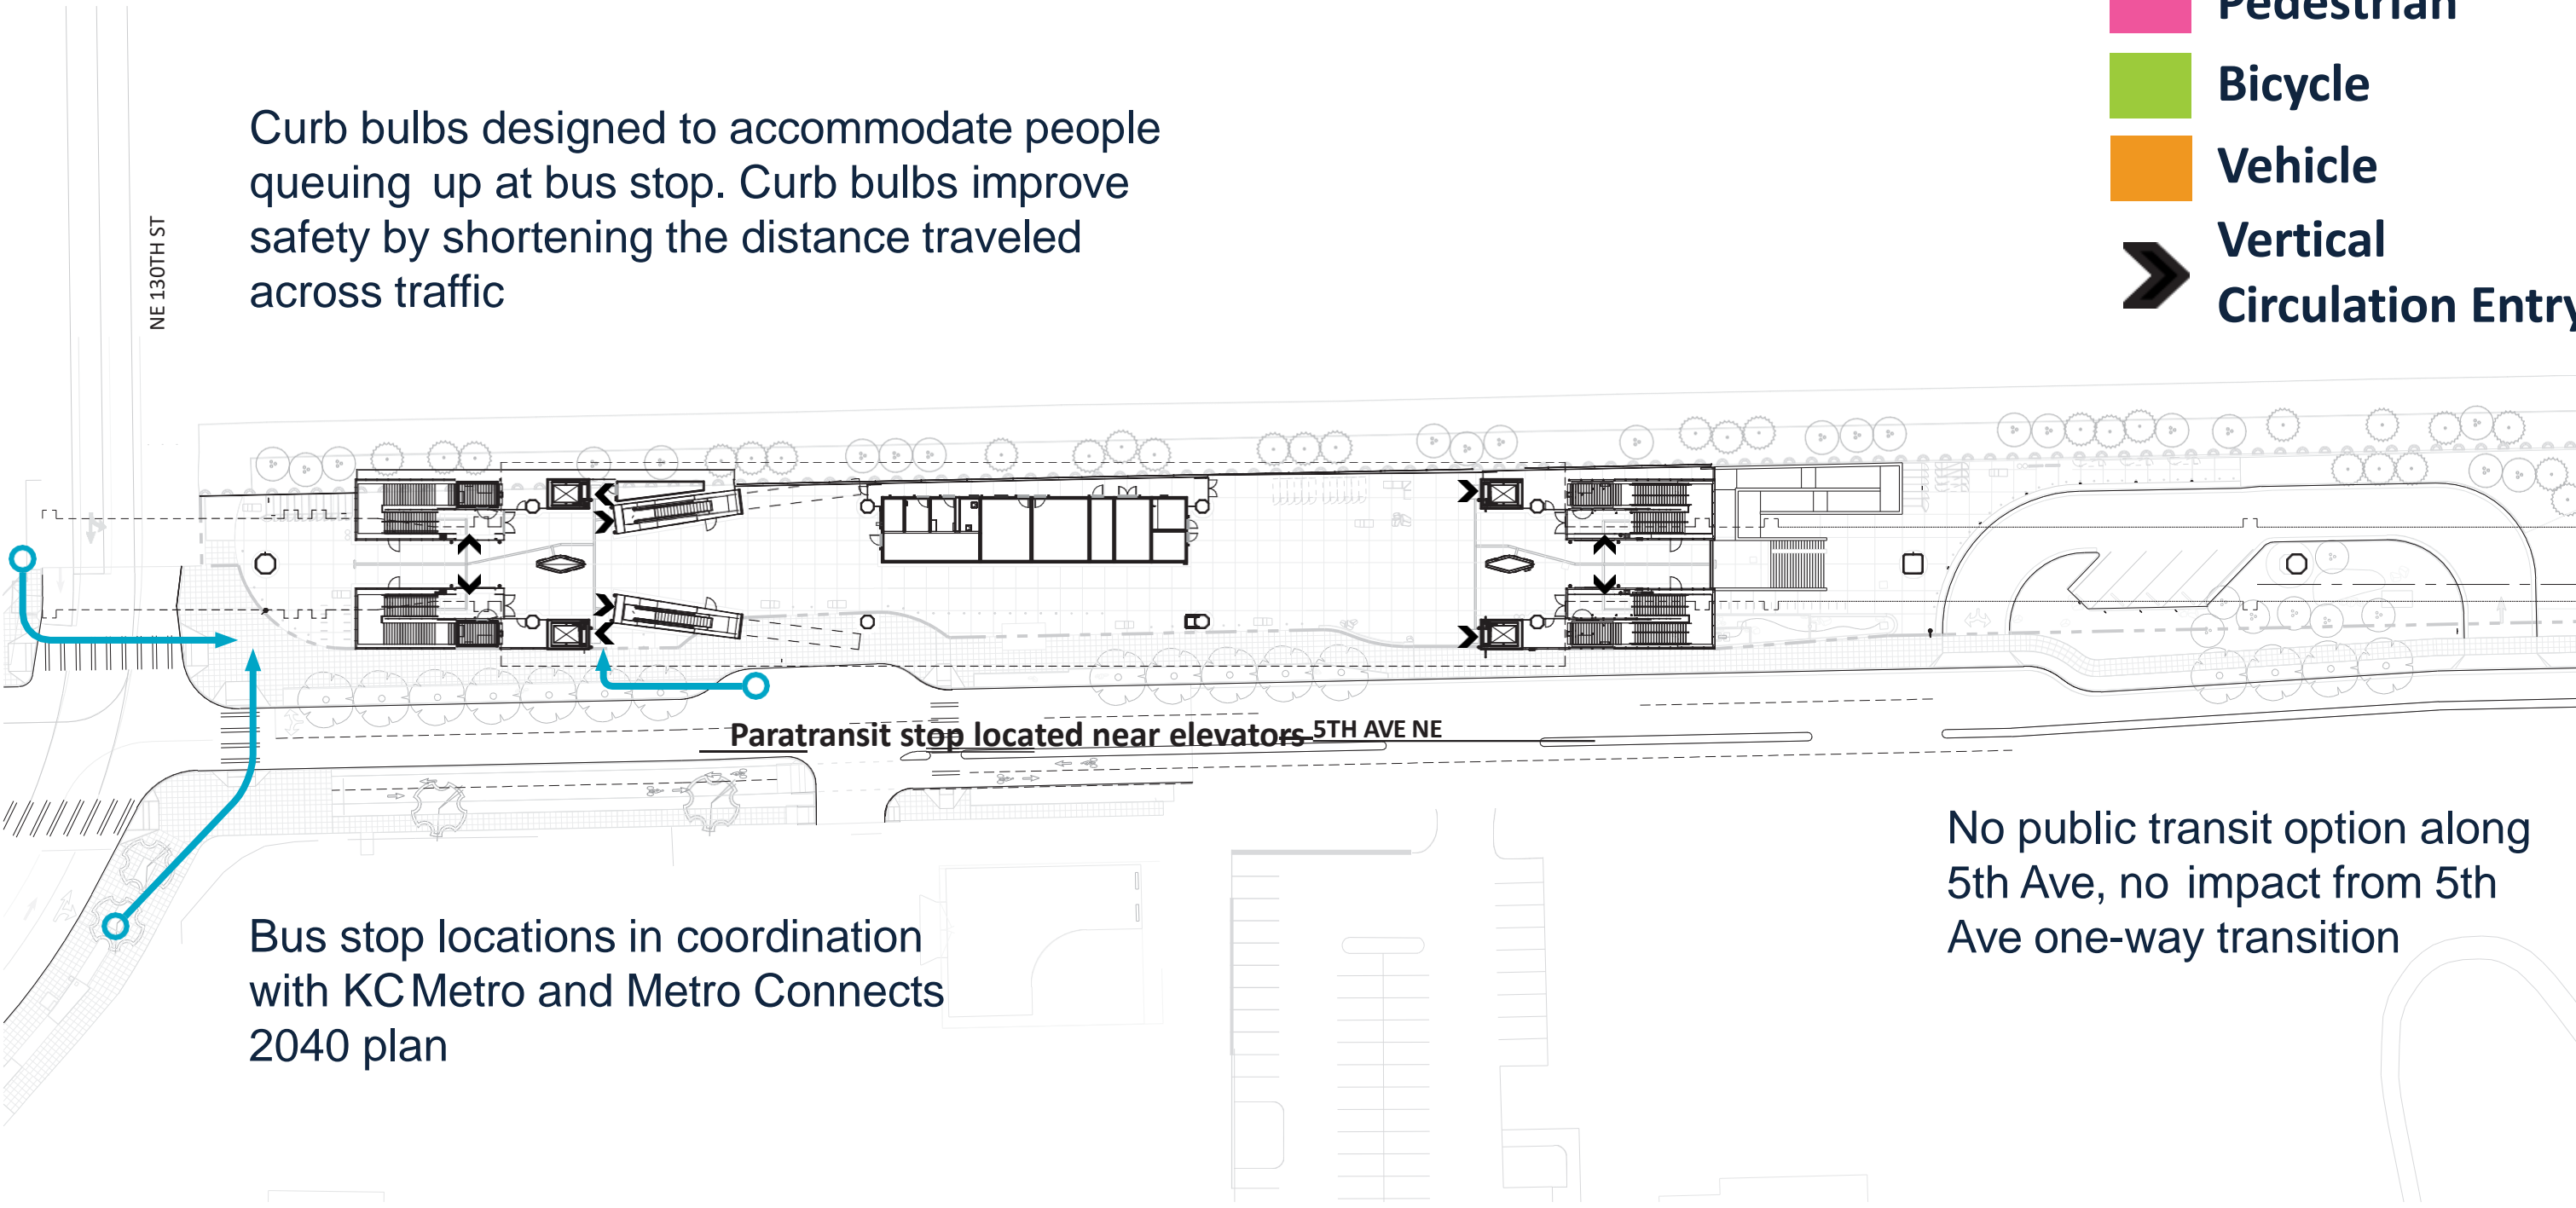 Pedestrian
Bicycle
Vehicle
Vertical
Circulation Entry
Curb bulbs designed to accommodate people
queuing up at bus stop. Curb bulbs improve
safety by shortening the distance traveled
across traffic
NE 130TH ST
Paratransit stop located near elevators
5TH AVE NE
No public transit option along
5th Ave, no impact from 5th
Ave one-way transition
Bus stop locations in coordination
with KC Metro and Metro Connects
2040 plan